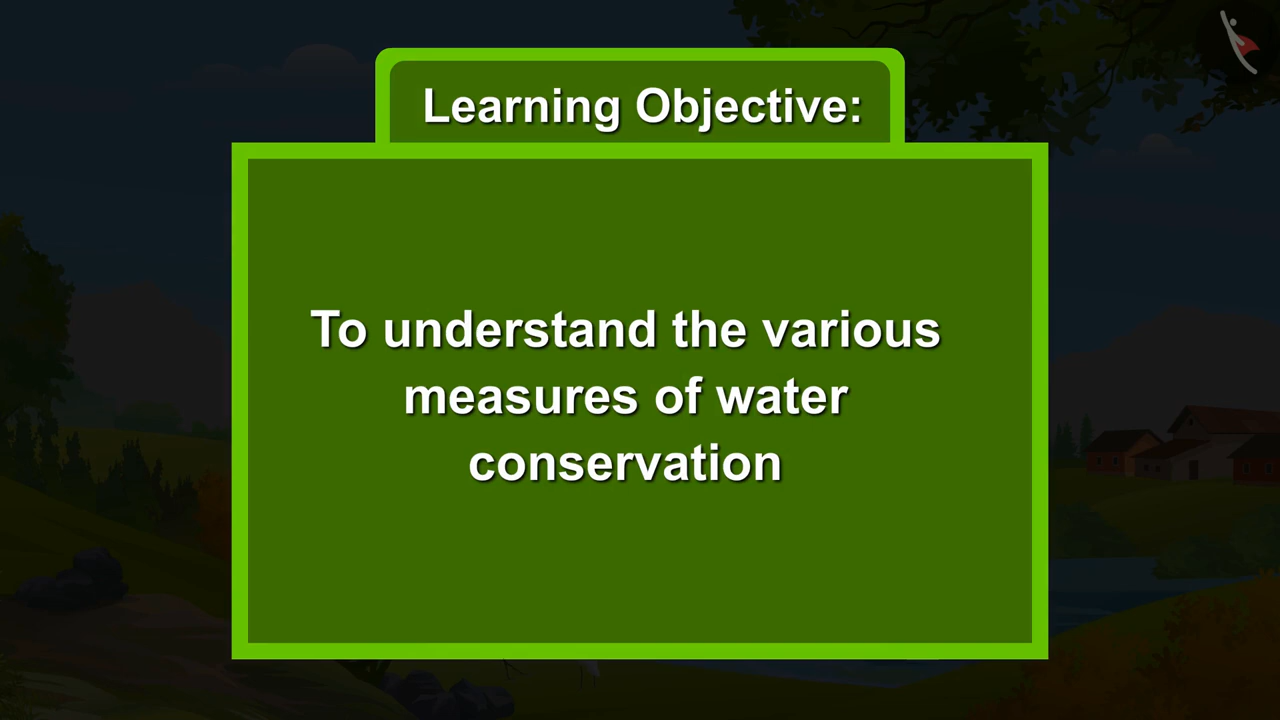 Learning Objective:
To understand the various
measures of water
conservation